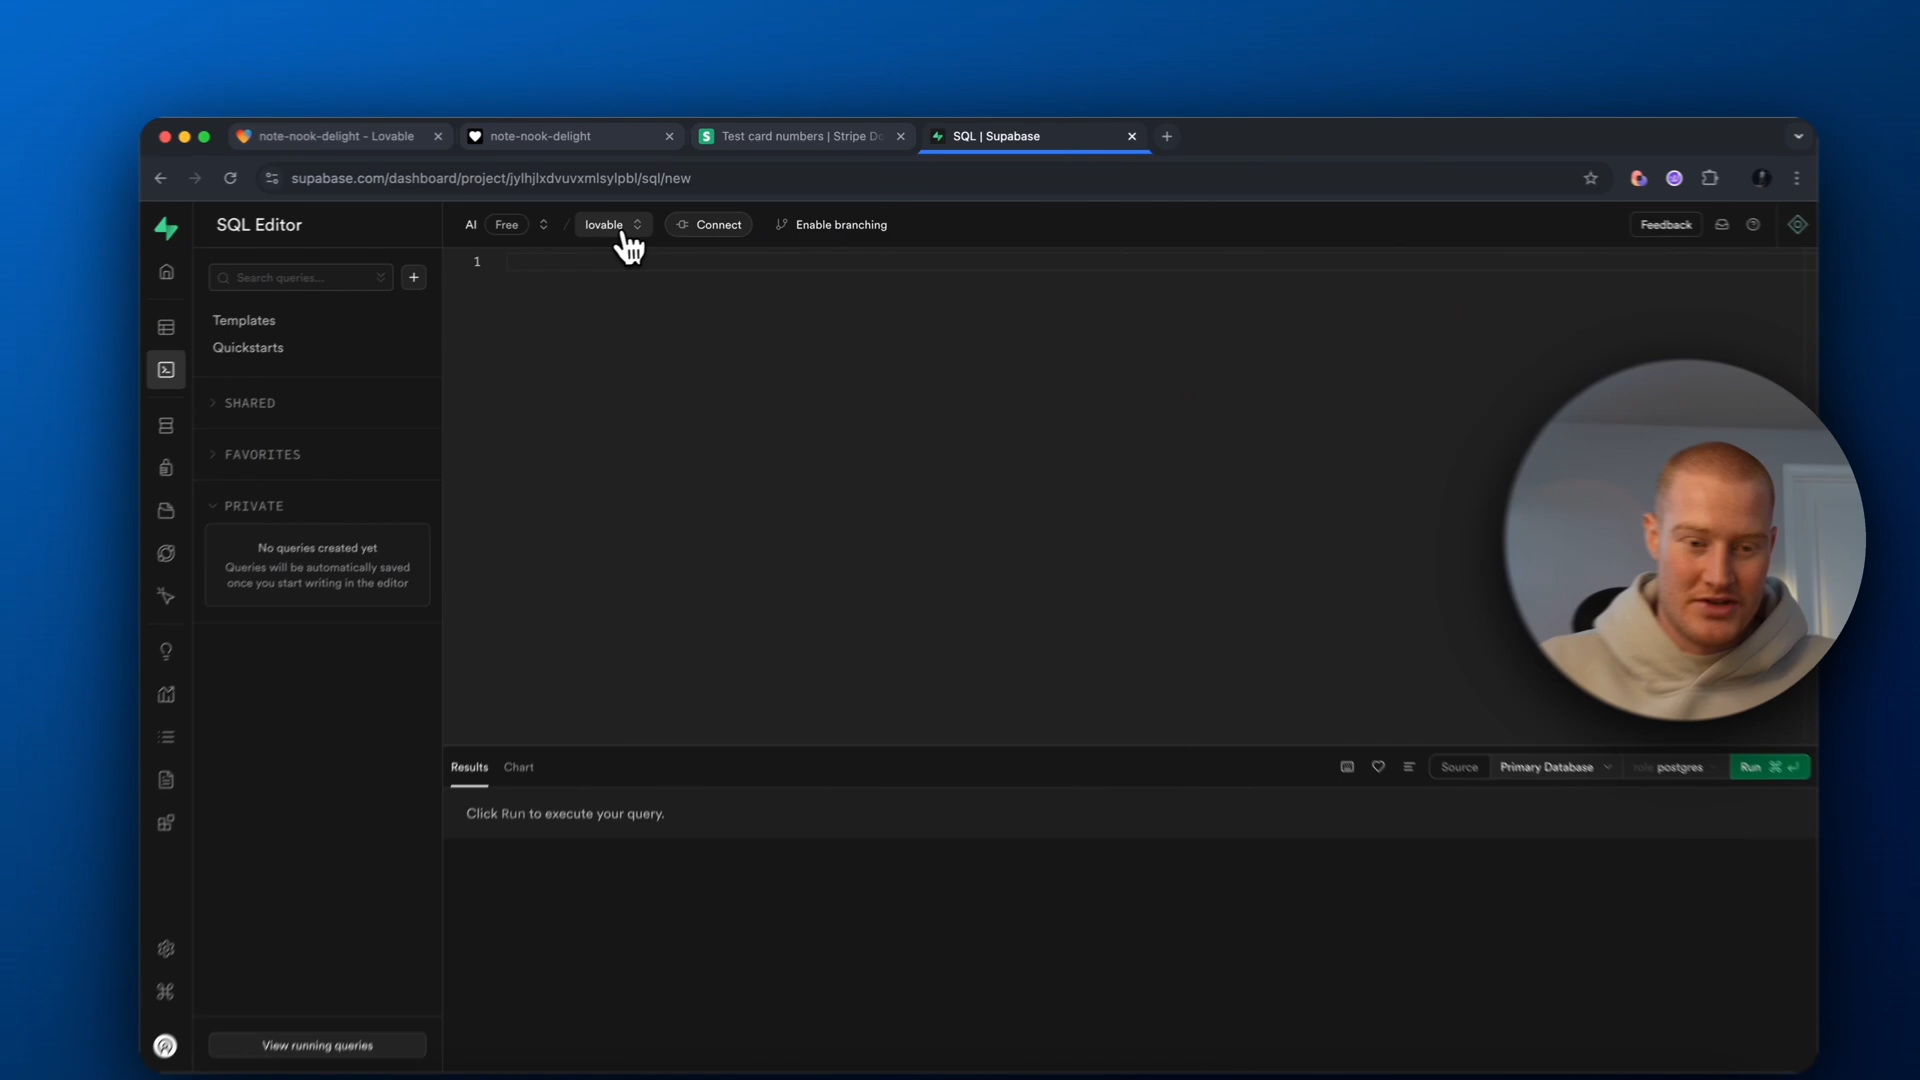 note-nook-delight - Lovable
note-nook-delight
Test card numbers | Stripe Do
SQL | Supabase
supabase.com/dashboard/project/jylhjlxdvuvxmlsylpbl/sql/new
SQL Editor
AI Free / lovable Connect Enable branching
Feedback
Search queries...
1
Templates
Quickstarts
SHARED
FAVORITES
PRIVATE
No queries created yet
Queries will be automatically saved
once you start writing in the editor
Results Chart
Source Primary Database role postgres Run
Click Run to execute your query.
View running queries